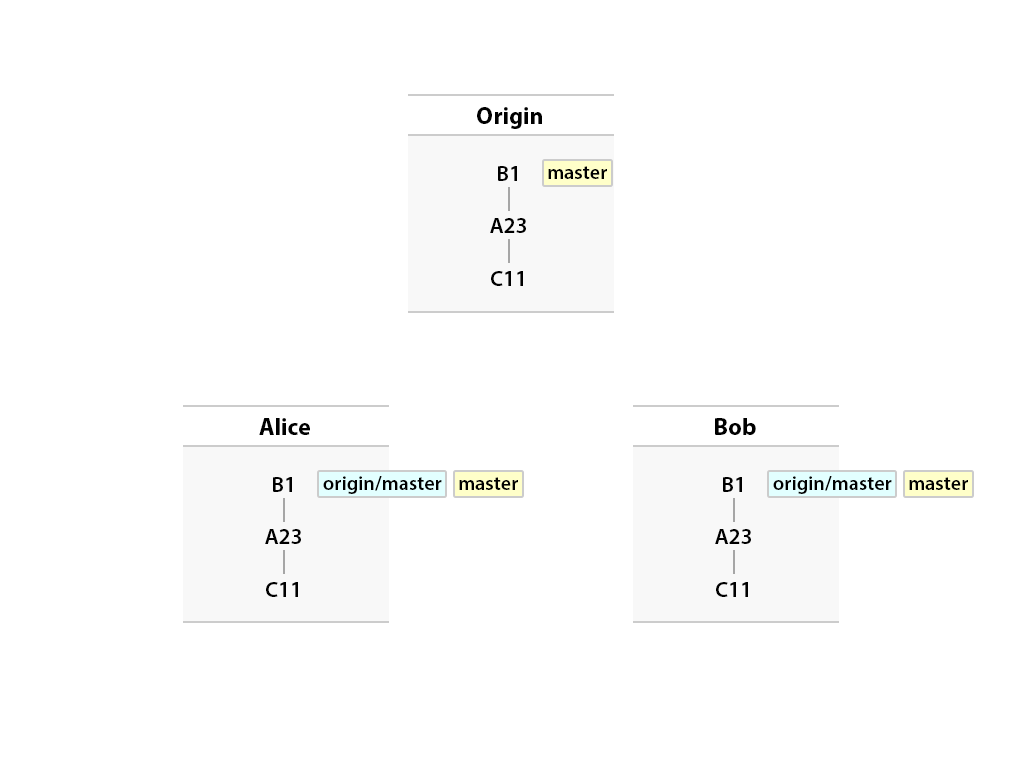 Origin
B1 master
A23
C11
Alice
B1 origin/master master
A23
C11
Bob
B1 origin/master master
A23
C11